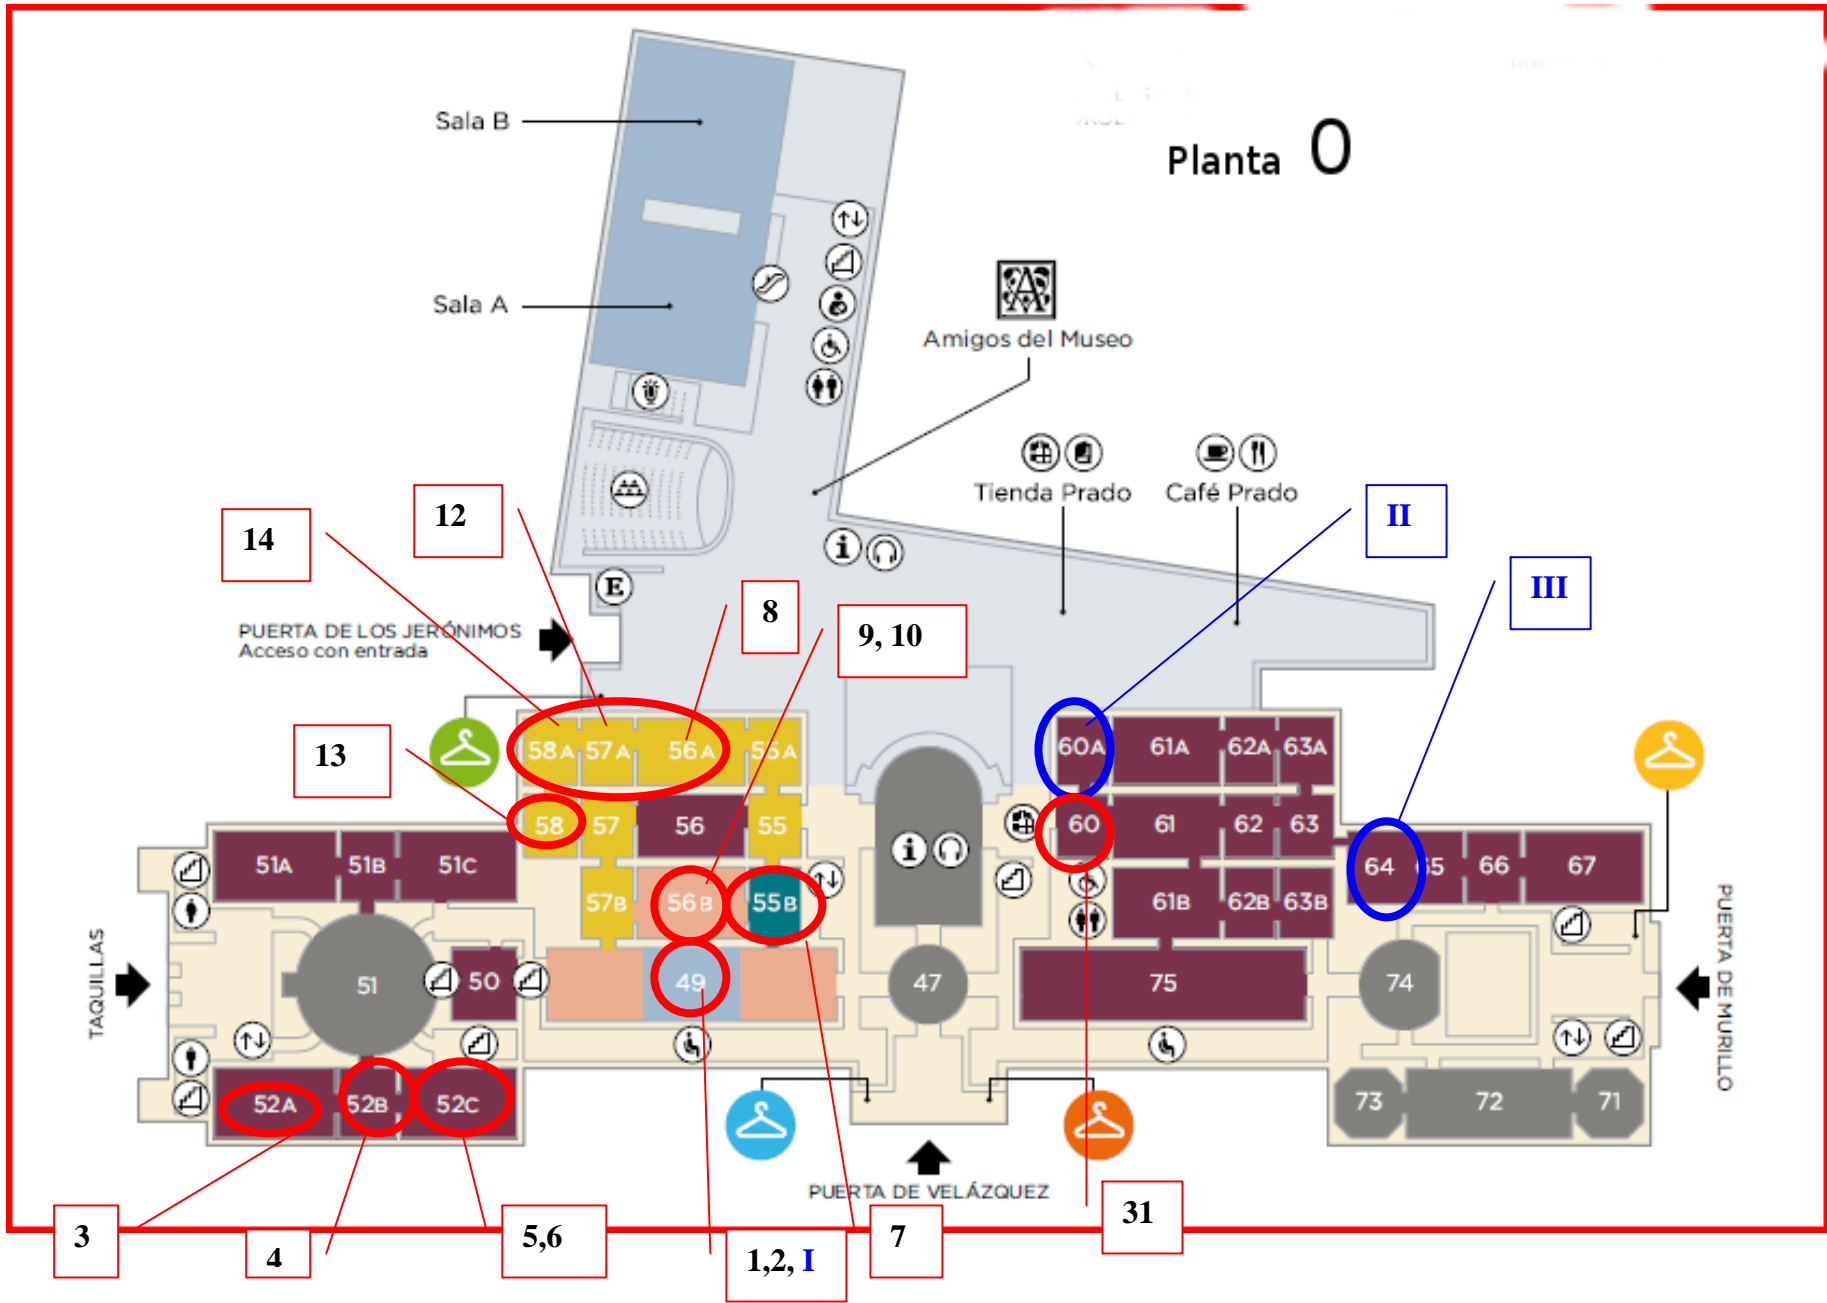 Planta 0
Sala B
Sala A
Amigos del Museo
Tienda Prado
Café Prado
12
14
II
III
8
9, 10
E
PUERTA DE LOS JERÓNIMOS
Acceso con entrada
13
58A 57A 56A 55A
60A 61A 62A 63A
58 57 56 55
60 61 62 63
51A 51B 51C
64 65 66 67
57B 56B 55B
61B 62B 63B
TAQUILLAS
51 50 49 47 75 74
PUERTA DE MURILLO
52A 52B 52C
73 72 71
PUERTA DE VELÁZQUEZ
3
4
5,6
1,2, I
7
31